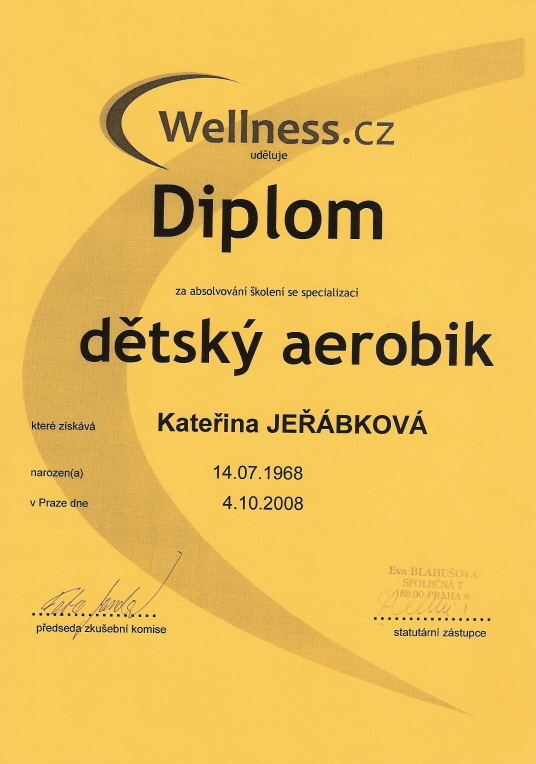 Wellness.cz
uděluje
Diplom
za absolvování školení se specializací
dětský aerobik
které získává Kateřina JEŘÁBKOVÁ
narozen(a) 14.07.1968
v Praze dne 4.10.2008
Eva BLAHUŠOVÁ
SPOLEČNÁ 7
182 00 PRAHA 8
předseda zkušební komise
statutární zástupce